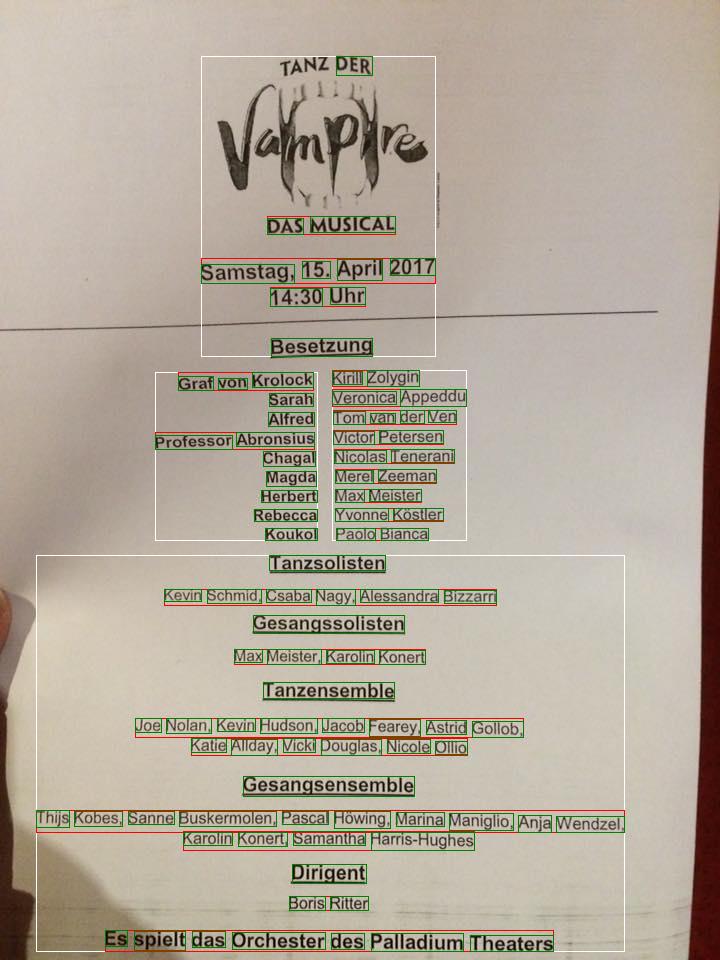 TANZ DER
Vampire
DAS MUSICAL
Samstag, 15. April 2017
14:30 Uhr
Besetzung
Graf von Krolock Kirill Zolygin
Sarah Veronica Appeddu
Alfred Tom van der Ven
Professor Abronsius Victor Petersen
Chagal Nicolas Tenerani
Magda Merel Zeeman
Herbert Max Meister
Rebecca Yvonne Köstler
Koukol Paolo Bianca
Tanzsolisten
Kevin Schmid, Csaba Nagy, Alessandra Bizzarri
Gesangssolisten
Max Meister, Karolin Konert
Tanzensemble
Joe Nolan, Kevin Hudson, Jacob Fearey, Astrid Gollob,
Katie Allday, Vicki Douglas, Nicole Ollio
Gesangsensemble
Thijs Kobes, Sanne Buskermolen, Pascal Höwing, Marina Maniglio, Anja Wendzel,
Karolin Konert, Samantha Harris-Hughes
Dirigent
Boris Ritter
Es spielt das Orchester des Palladium Theaters